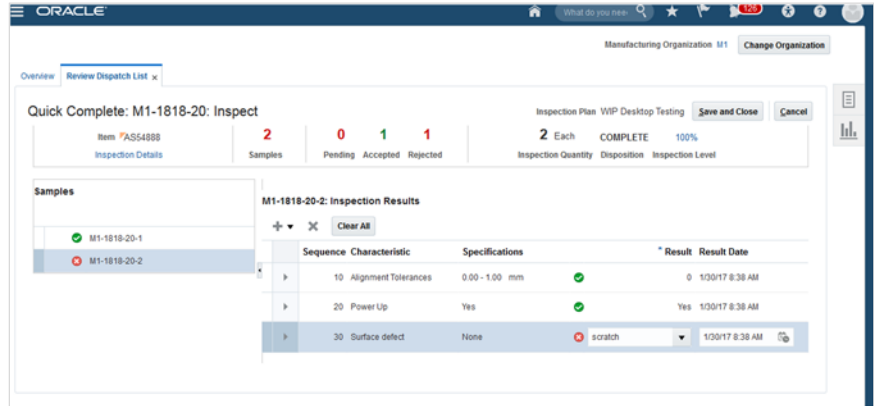 ORACLE
What do you nee
126
Manufacturing Organization M1 Change Organization
Overview Review Dispatch List x
Quick Complete: M1-1818-20: Inspect
Inspection Plan WIP Desktop Testing Save and Close Cancel
Item AS54888 2 0 1 1 2 Each COMPLETE 100%
Inspection Details Samples Pending Accepted Rejected Inspection Quantity Disposition Inspection Level
Samples
M1-1818-20-1
M1-1818-20-2
M1-1818-20-2: Inspection Results
Clear All
Sequence Characteristic Specifications * Result Result Date
10 Alignment Tolerances 0.00 - 1.00 mm 0 1/30/17 8:38 AM
20 Power Up Yes Yes 1/30/17 8:38 AM
30 Surface defect None scratch 1/30/17 8:38 AM